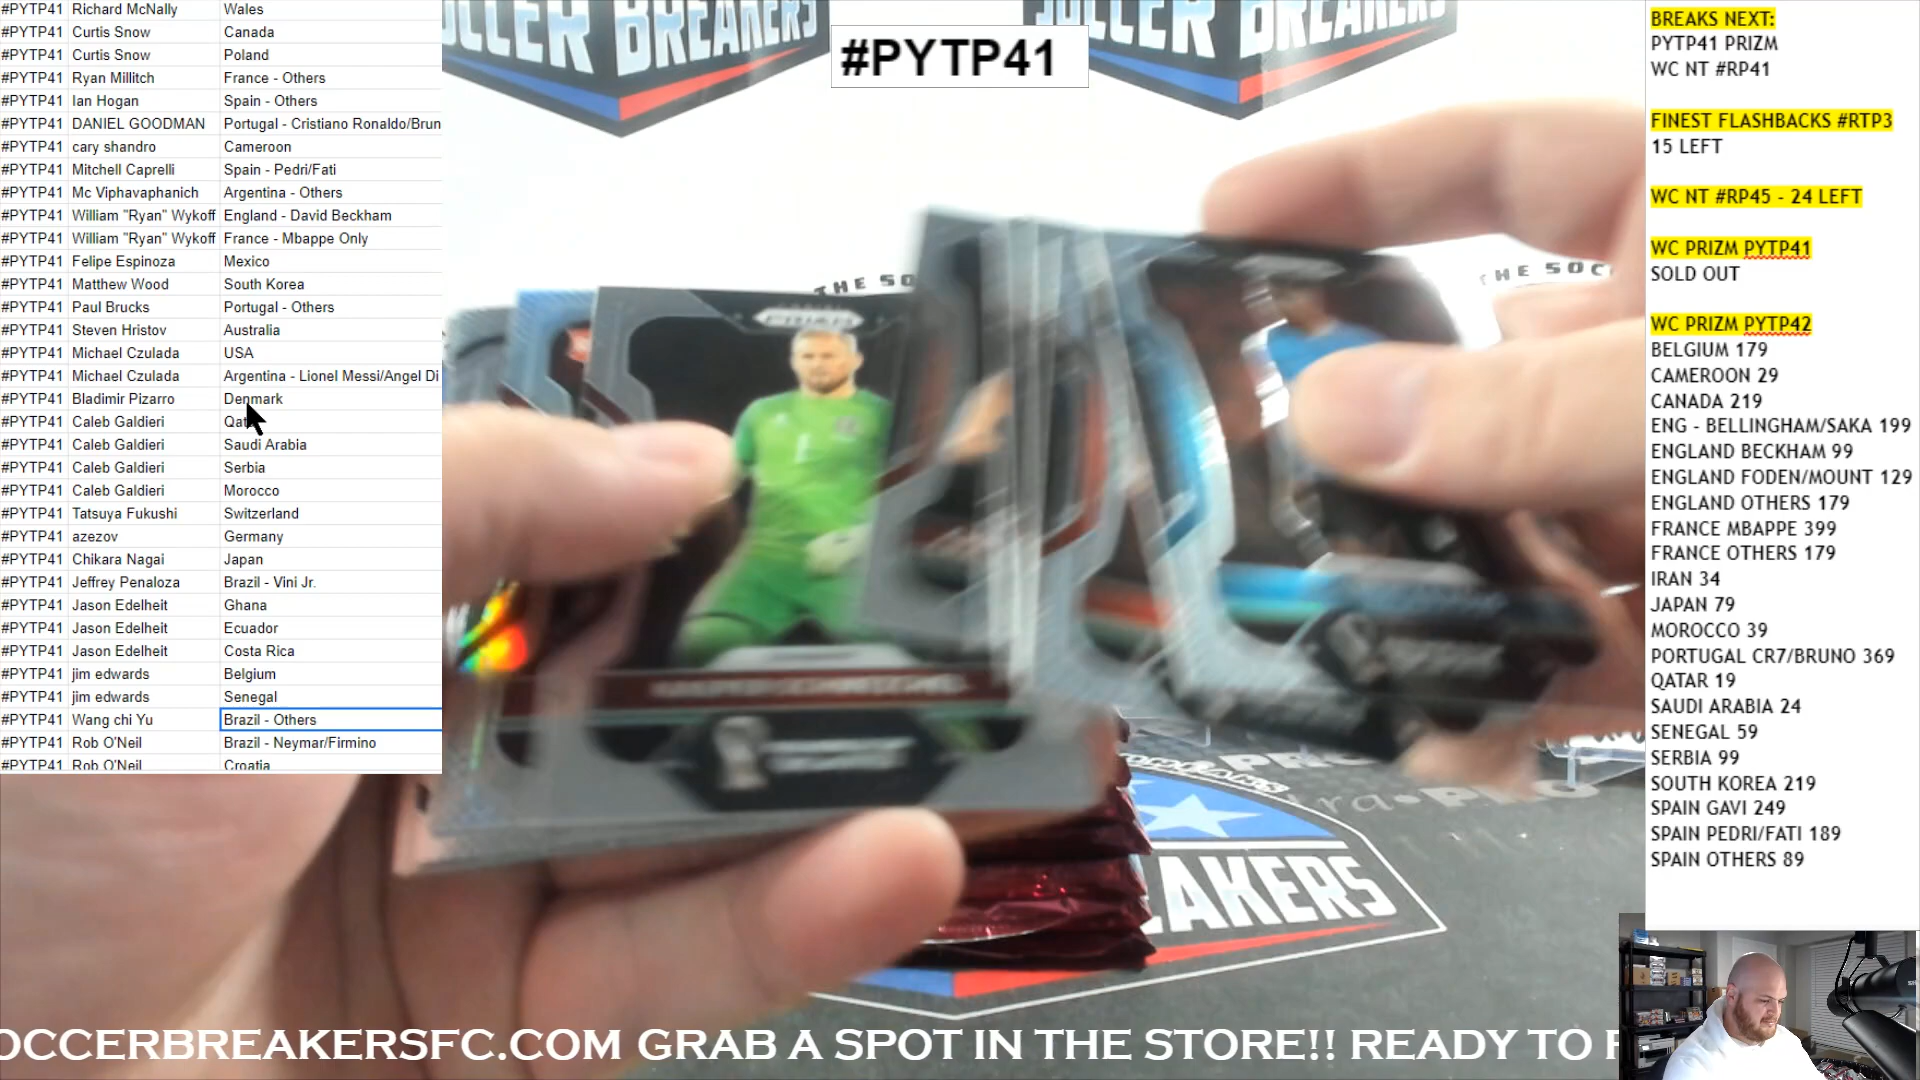 #PYTP41 Richard McNally Wales
#PYTP41 Curtis Snow Canada
#PYTP41 Curtis Snow Poland
#PYTP41 Ryan Millitch France - Others
#PYTP41 Ian Hogan Spain - Others
#PYTP41 DANIEL GOODMAN Portugal - Cristiano Ronaldo/Brun
#PYTP41 cary shandro Cameroon
#PYTP41 Mitchell Caprelli Spain - Pedri/Fati
#PYTP41 Mc Viphavaphanich Argentina - Others
#PYTP41 William "Ryan" Wykoff England - David Beckham
#PYTP41 William "Ryan" Wykoff France - Mbappe Only
#PYTP41 Felipe Espinoza Mexico
#PYTP41 Matthew Wood South Korea
#PYTP41 Paul Brucks Portugal - Others
#PYTP41 Steven Hristov Australia
#PYTP41 Michael Czulada USA
#PYTP41 Michael Czulada Argentina - Lionel Messi/Angel Di
#PYTP41 Bladimir Pizarro Denmark
#PYTP41 Caleb Galdieri
#PYTP41 Caleb Galdieri Saudi Arabia
#PYTP41 Caleb Galdieri Serbia
#PYTP41 Caleb Galdieri Morocco
#PYTP41 Tatsuya Fukushi Switzerland
#PYTP41 azezov Germany
#PYTP41 Chikara Nagai Japan
#PYTP41 Jeffrey Penaloza Brazil - Vini Jr.
#PYTP41 Jason Edelheit Ghana
#PYTP41 Jason Edelheit Ecuador
#PYTP41 Jason Edelheit Costa Rica
#PYTP41 jim edwards Belgium
#PYTP41 jim edwards Senegal
#PYTP41 Wang chi Yu Brazil - Others
#PYTP41 Rob O'Neil Brazil - Neymar/Firmino
#PYTP41 Rob O'Neil Croatia
SOCCER BREAKERS
#PYTP41
SOCCER BREAKERS
THE SO
THE SOC
AKERS
BREAKS NEXT:
PYTP41 PRIZM
WC NT #RP41
FINEST FLASHBACKS #RTP3
15 LEFT
WC NT #RP45 - 24 LEFT
WC PRIZM PYTP41
SOLD OUT
WC PRIZM PYTP42
BELGIUM 179
CAMEROON 29
CANADA 219
ENG - BELLINGHAM/SAKA 199
ENGLAND BECKHAM 99
ENGLAND FODEN/MOUNT 129
ENGLAND OTHERS 179
FRANCE MBAPPE 399
FRANCE OTHERS 179
IRAN 34
JAPAN 79
MOROCCO 39
PORTUGAL CR7/BRUNO 369
QATAR 19
SAUDI ARABIA 24
SENEGAL 59
SERBIA 99
SOUTH KOREA 219
SPAIN GAVI 249
SPAIN PEDRI/FATI 189
SPAIN OTHERS 89
OCCERBREAKERSFC.COM GRAB A SPOT IN THE STORE!! READY TO